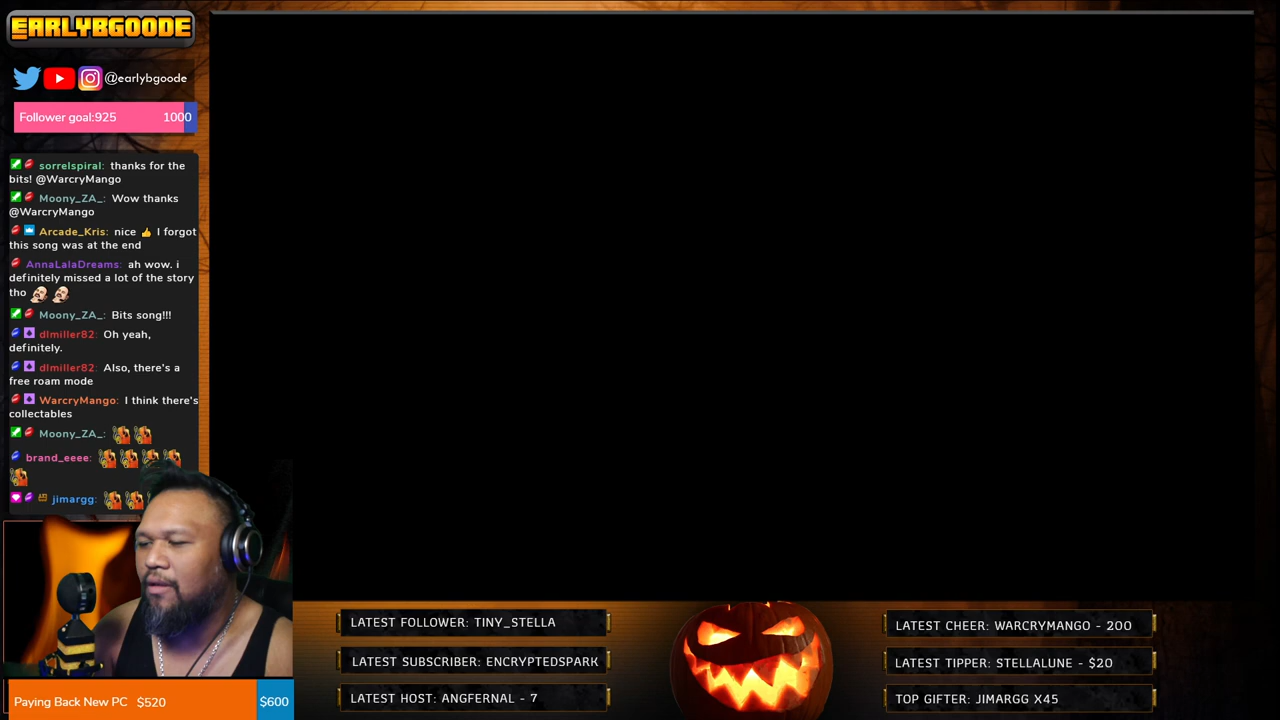 EARLYBGOODE
@earlybgoode
Follower goal:925 1000
sorrelspiral: thanks for the
bits! @WarcryMango
Moony_ZA_: Wow thanks
@WarcryMango
Arcade_Kris: nice 👍 I forgot
this song was at the end
AnnaLalaDreams: ah wow. i
definitely missed a lot of the story
tho
Moony_ZA_: Bits song!!!
dlmiller82: Oh yeah,
definitely.
dlmiller82: Also, there's a
free roam mode
WarcryMango: I think there's
collectables
Moony_ZA_:
brand_eeee:
jimargg:
Paying Back New PC $520 $600
LATEST FOLLOWER: TINY_STELLA
LATEST SUBSCRIBER: ENCRYPTEDSPARK
LATEST HOST: ANGFERNAL - 7
LATEST CHEER: WARCRYMANGO - 200
LATEST TIPPER: STELLALUNE - $20
TOP GIFTER: JIMARGG X45